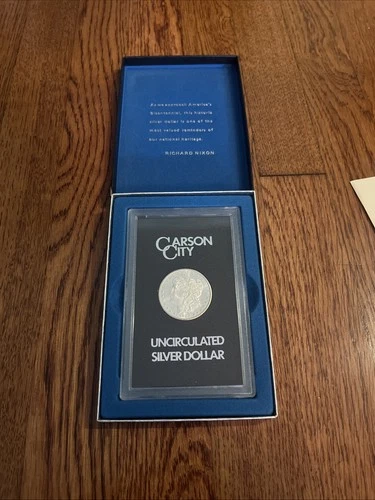 As we approach America's
Bicentennial, this historic
silver dollar is one of the
most valued reminders of
our national heritage.
RICHARD NIXON
CARSON
CITY
UNCIRCULATED
SILVER DOLLAR